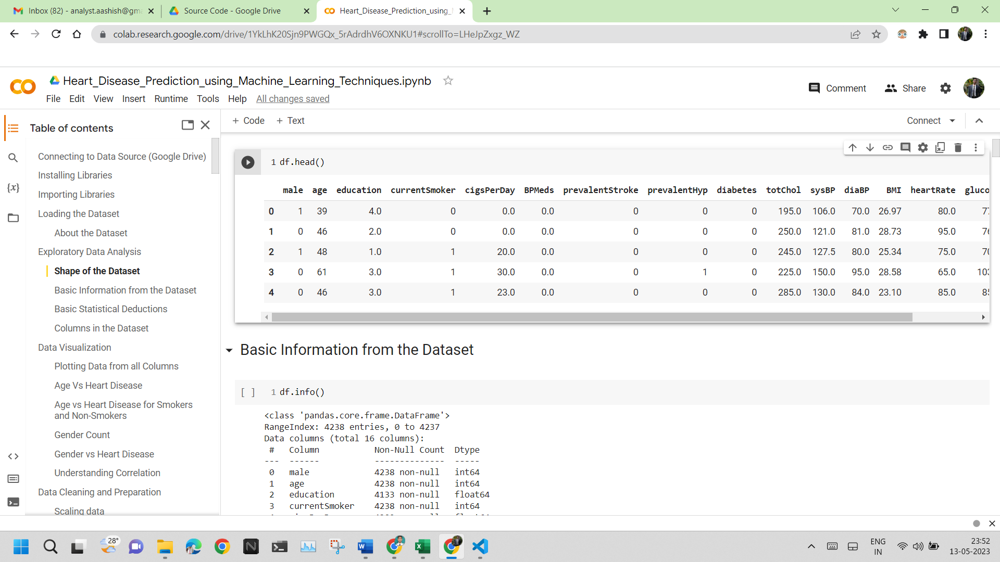 Inbox (82) - analyst.aashish@gm
Source Code - Google Drive
Heart_Disease_Prediction_using_
colab.research.google.com/drive/1YkLhK20Sjn9PWGQx_5rAdrdhV6OXNKU1#scrollTo=LHeJpZxgz_WZ
Heart_Disease_Prediction_using_Machine_Learning_Techniques.ipynb
Comment
Share
File Edit View Insert Runtime Tools Help All changes saved
+ Code + Text
Connect
Table of contents
Connecting to Data Source (Google Drive)
Installing Libraries
Importing Libraries
Loading the Dataset
About the Dataset
Exploratory Data Analysis
Shape of the Dataset
Basic Information from the Dataset
Basic Statistical Deductions
Columns in the Dataset
Data Visualization
Plotting Data from all Columns
Age Vs Heart Disease
Age vs Heart Disease for Smokers
and Non-Smokers
Gender Count
Gender vs Heart Disease
Understanding Correlation
Data Cleaning and Preparation
Scaling data
{x}
<>
1 df.head()
male age education currentSmoker cigsPerDay BPMeds prevalentStroke prevalentHyp diabetes totChol sysBP diaBP BMI heartRate gluco
0 1 39 4.0 0 0.0 0.0 0 0 0 195.0 106.0 70.0 26.97 80.0 77
1 0 46 2.0 0 0.0 0.0 0 0 0 250.0 121.0 81.0 28.73 95.0 76
2 1 48 1.0 1 20.0 0.0 0 0 0 245.0 127.5 80.0 25.34 75.0 70
3 0 61 3.0 1 30.0 0.0 0 1 0 225.0 150.0 95.0 28.58 65.0 103
4 0 46 3.0 1 23.0 0.0 0 0 0 285.0 130.0 84.0 23.10 85.0 85
Basic Information from the Dataset
[ ] 1 df.info()
<class 'pandas.core.frame.DataFrame'>
RangeIndex: 4238 entries, 0 to 4237
Data columns (total 16 columns):
# Column Non-Null Count Dtype
--- ------ -------------- -----
0 male 4238 non-null int64
1 age 4238 non-null int64
2 education 4133 non-null float64
3 currentSmoker 4238 non-null int64
28°
ENG
IN
23:52
13-05-2023